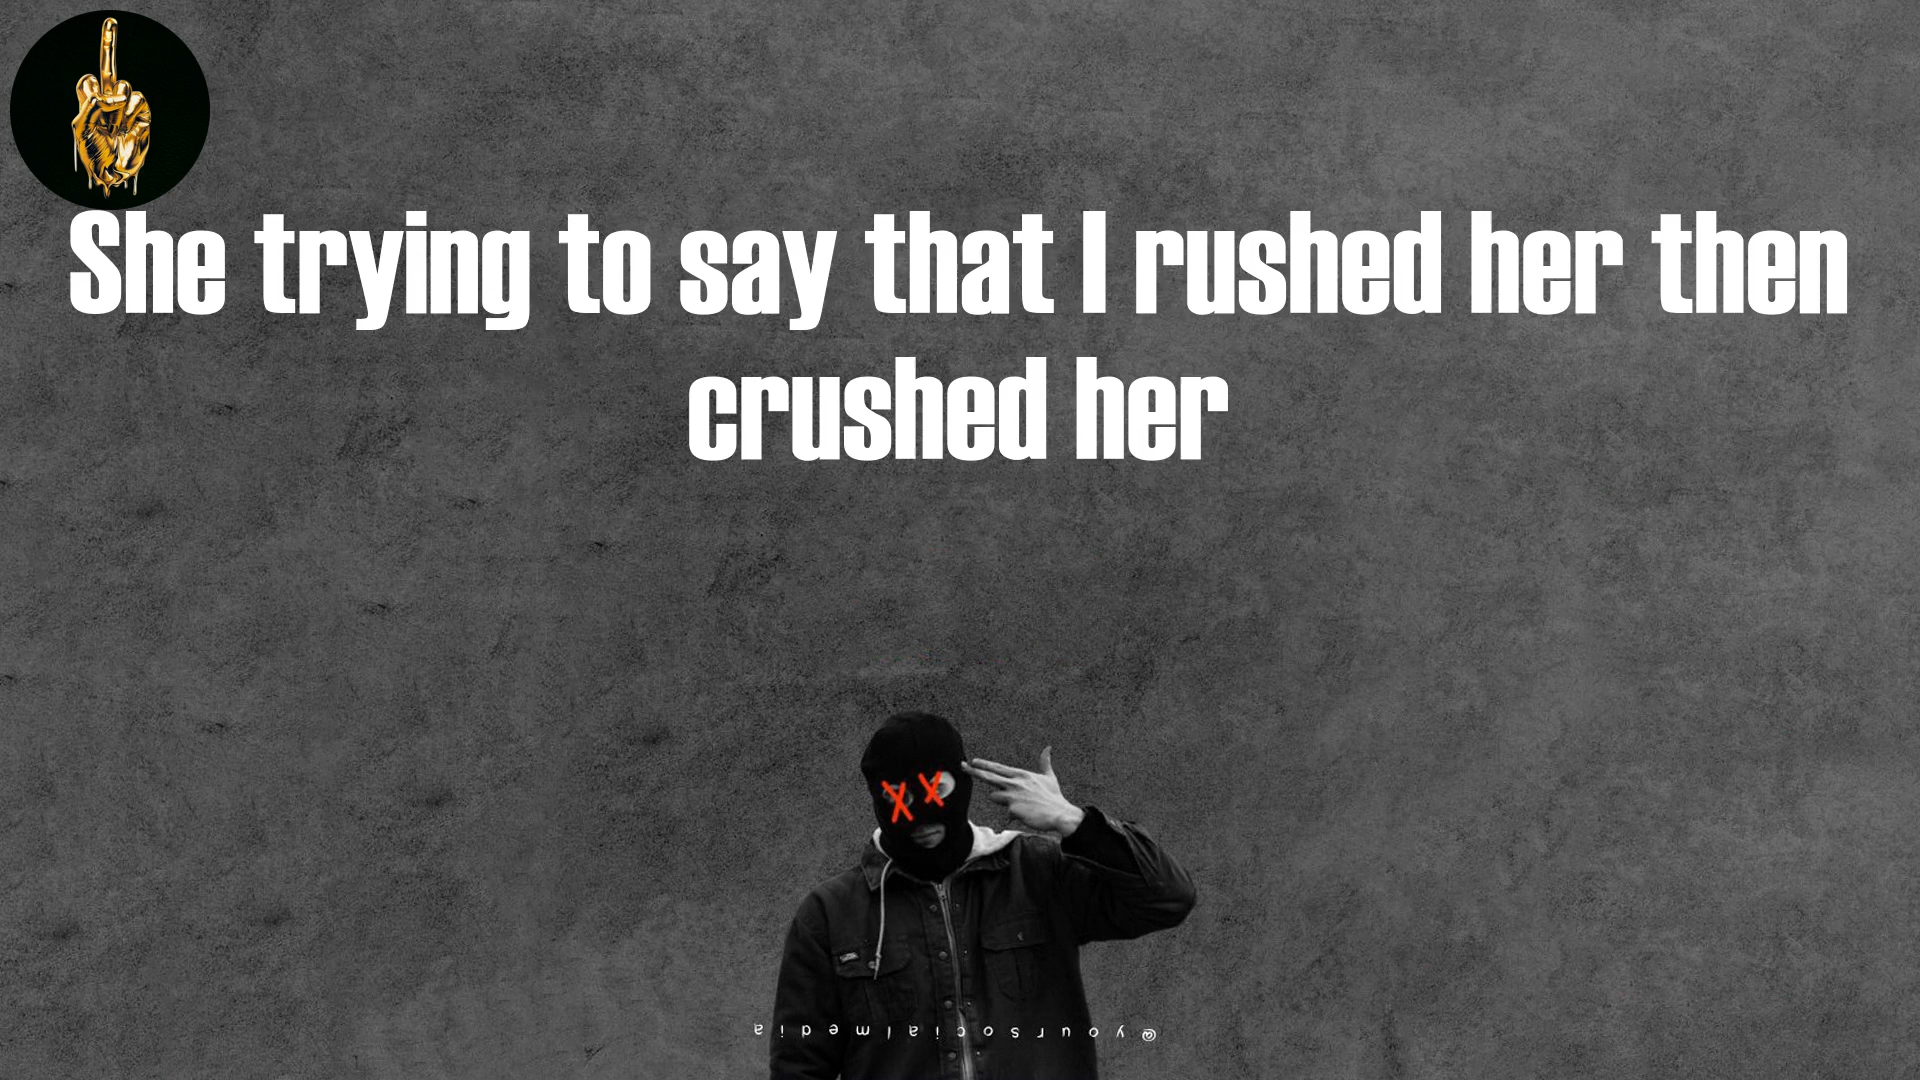 She trying to say that I rushed her then
crushed her
@yoursocialmedia